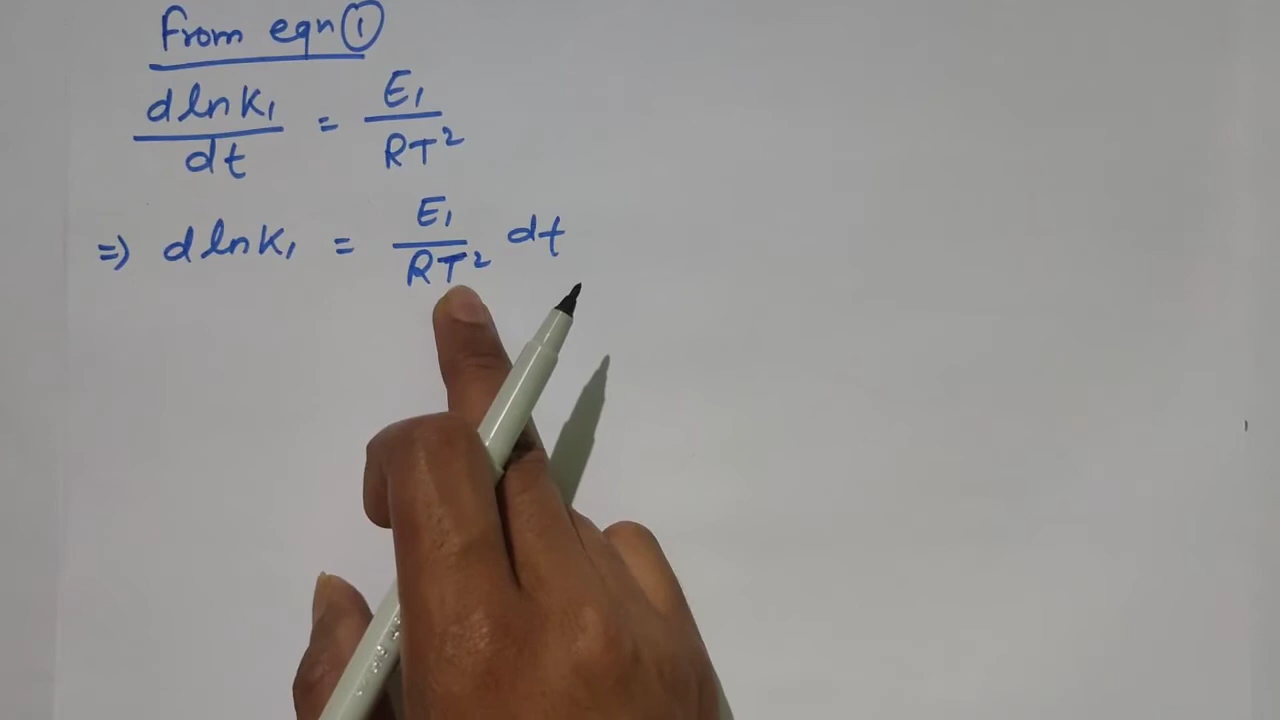 From eqn ①
d ln K₁ / dt = E₁ / RT²
⇒ d ln K₁ = E₁ / RT² dt